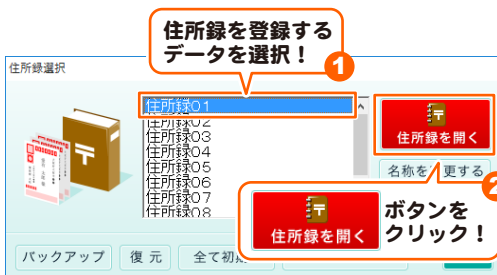 住所録を登録する
データを選択！
1
住所録選択
住所録01
住所録02
住所録03
住所録04
住所録05
住所録06
住所録07
住所録08
〒
〒
住所録を開く
名称を変更する
2
〒
住所録を開く
ボタンを
クリック！
バックアップ
復 元